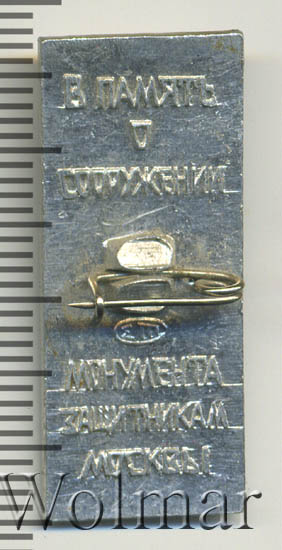 В ПАМЯТЬ
О
СООРУЖЕНИИ
МОНУМЕНТА
ЗАЩИТНИКАМ
МОСКВЫ
Wolmar